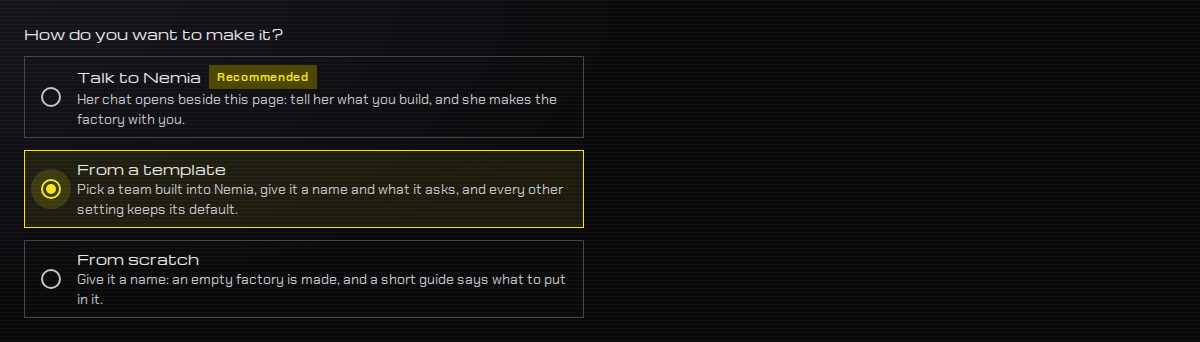 How do you want to make it?
Talk to Nemia Recommended
Her chat opens beside this page: tell her what you build, and she makes the
factory with you.
From a template
Pick a team built into Nemia, give it a name and what it asks, and every other
setting keeps its default.
From scratch
Give it a name: an empty factory is made, and a short guide says what to put
in it.